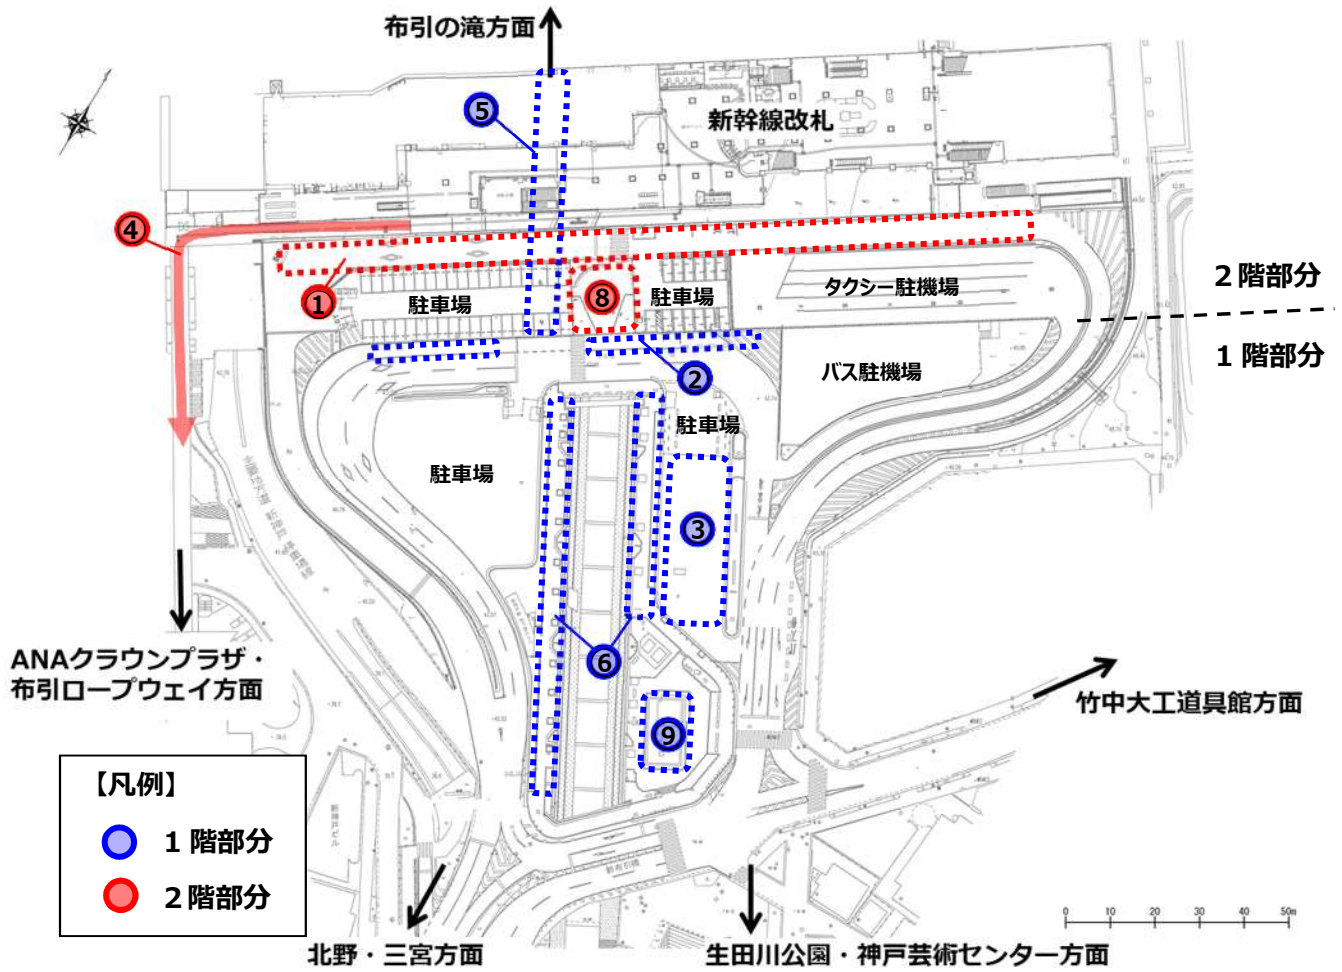 布引の滝方面
⑤
新幹線改札
④
2階部分
①
駐車場
⑧
駐車場
タクシー駐機場
1階部分
②
バス駐機場
駐車場
駐車場
③
⑥
ANAクラウンプラザ・
布引ロープウェイ方面
竹中大工道具館方面
⑨
【凡例】
1階部分
2階部分
新布引橋
0 10 20 30 40 50m
北野・三宮方面
生田川公園・神戸芸術センター方面